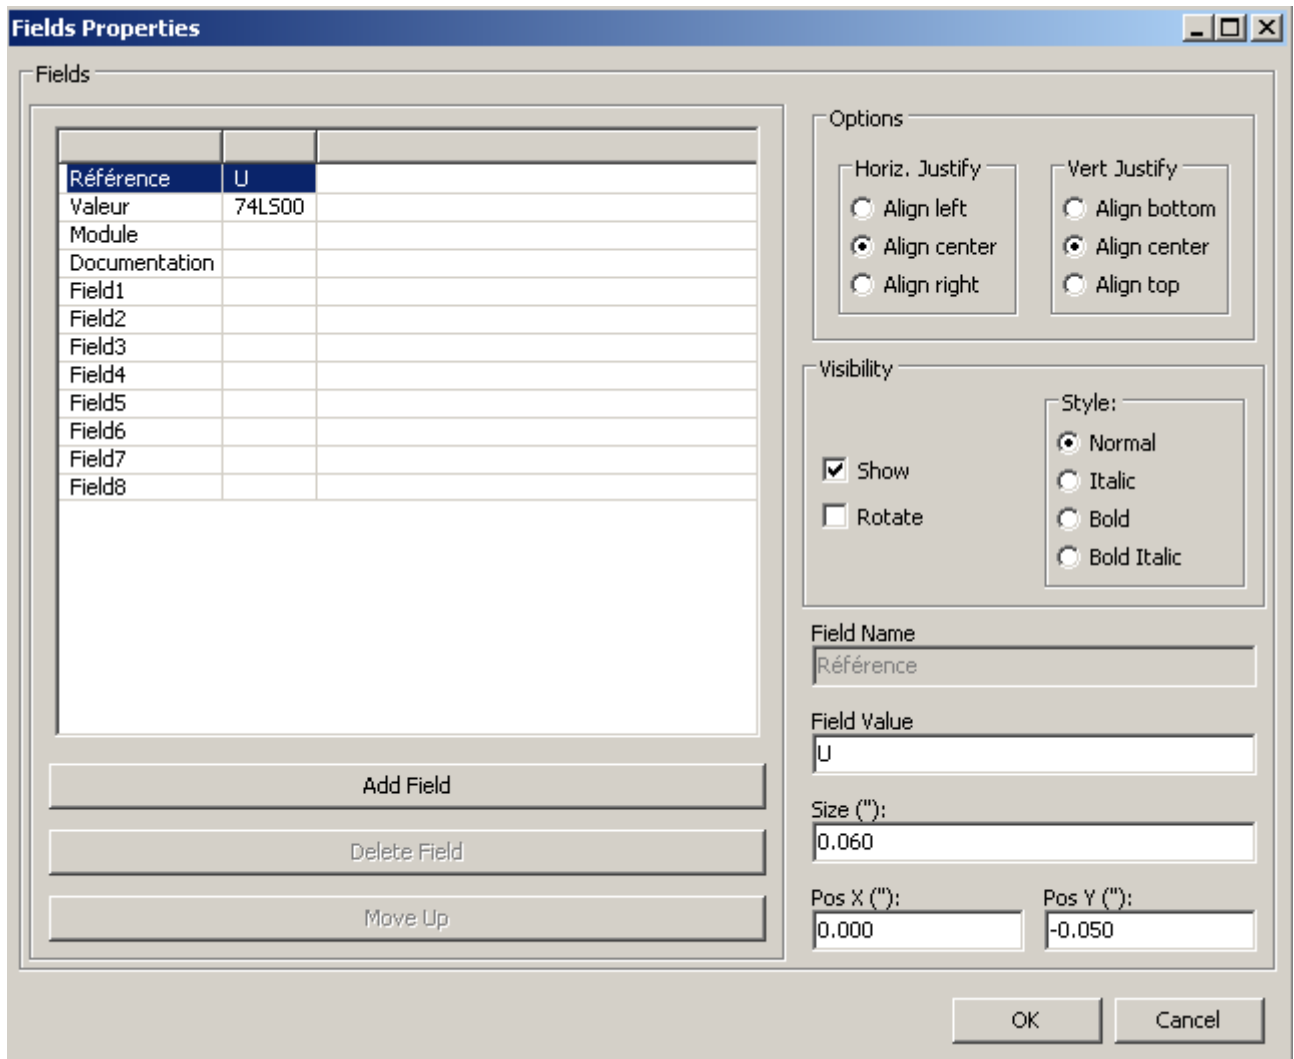 Fields Properties
Fields
Référence U
Valeur 74LS00
Module
Documentation
Field1
Field2
Field3
Field4
Field5
Field6
Field7
Field8
Add Field
Delete Field
Move Up
Options
Horiz. Justify
Align left
Align center
Align right
Vert Justify
Align bottom
Align center
Align top
Visibility
Show
Rotate
Style:
Normal
Italic
Bold
Bold Italic
Field Name
Référence
Field Value
U
Size ("):
0.060
Pos X ("):
0.000
Pos Y ("):
-0.050
OK
Cancel